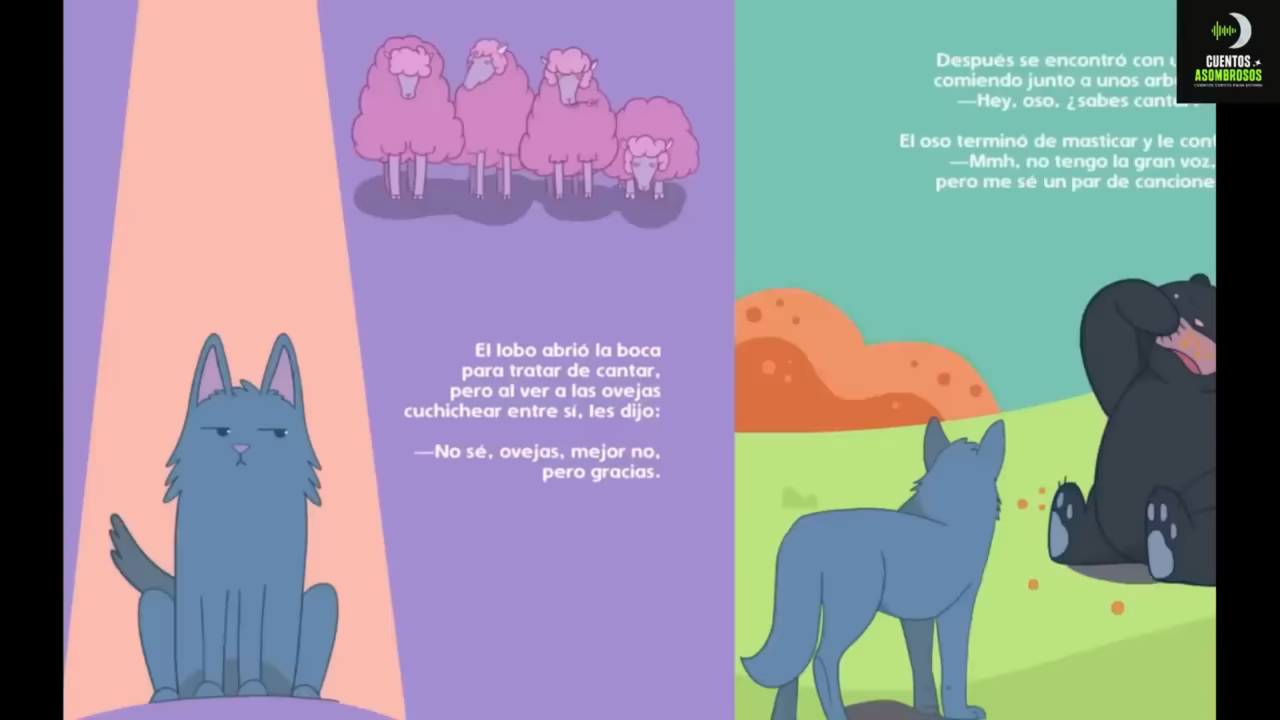 El lobo abrió la boca
para tratar de cantar,
pero al ver a las ovejas
cuchichear entre sí, les dijo:
—No sé, ovejas, mejor no,
pero gracias.
Después se encontró con
comiendo junto a unos
—Hey, oso, ¿sabes
El oso terminó de masticar y le
—Mmh, no tengo la gran voz,
pero me sé un par de
CUENTOS
ASOMBROSOS